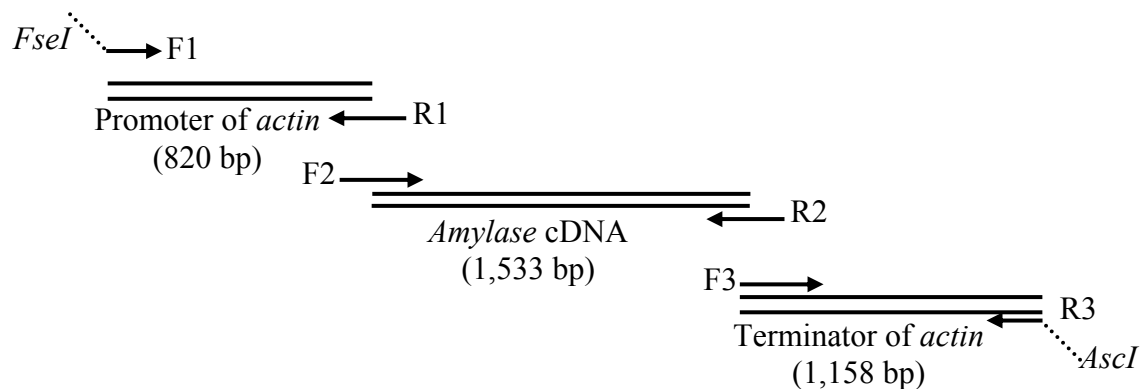 FseI
F1
R1
Promoter of actin
(820 bp)
F2
R2
Amylase cDNA
(1,533 bp)
F3
R3
Terminator of actin
(1,158 bp)
AscI